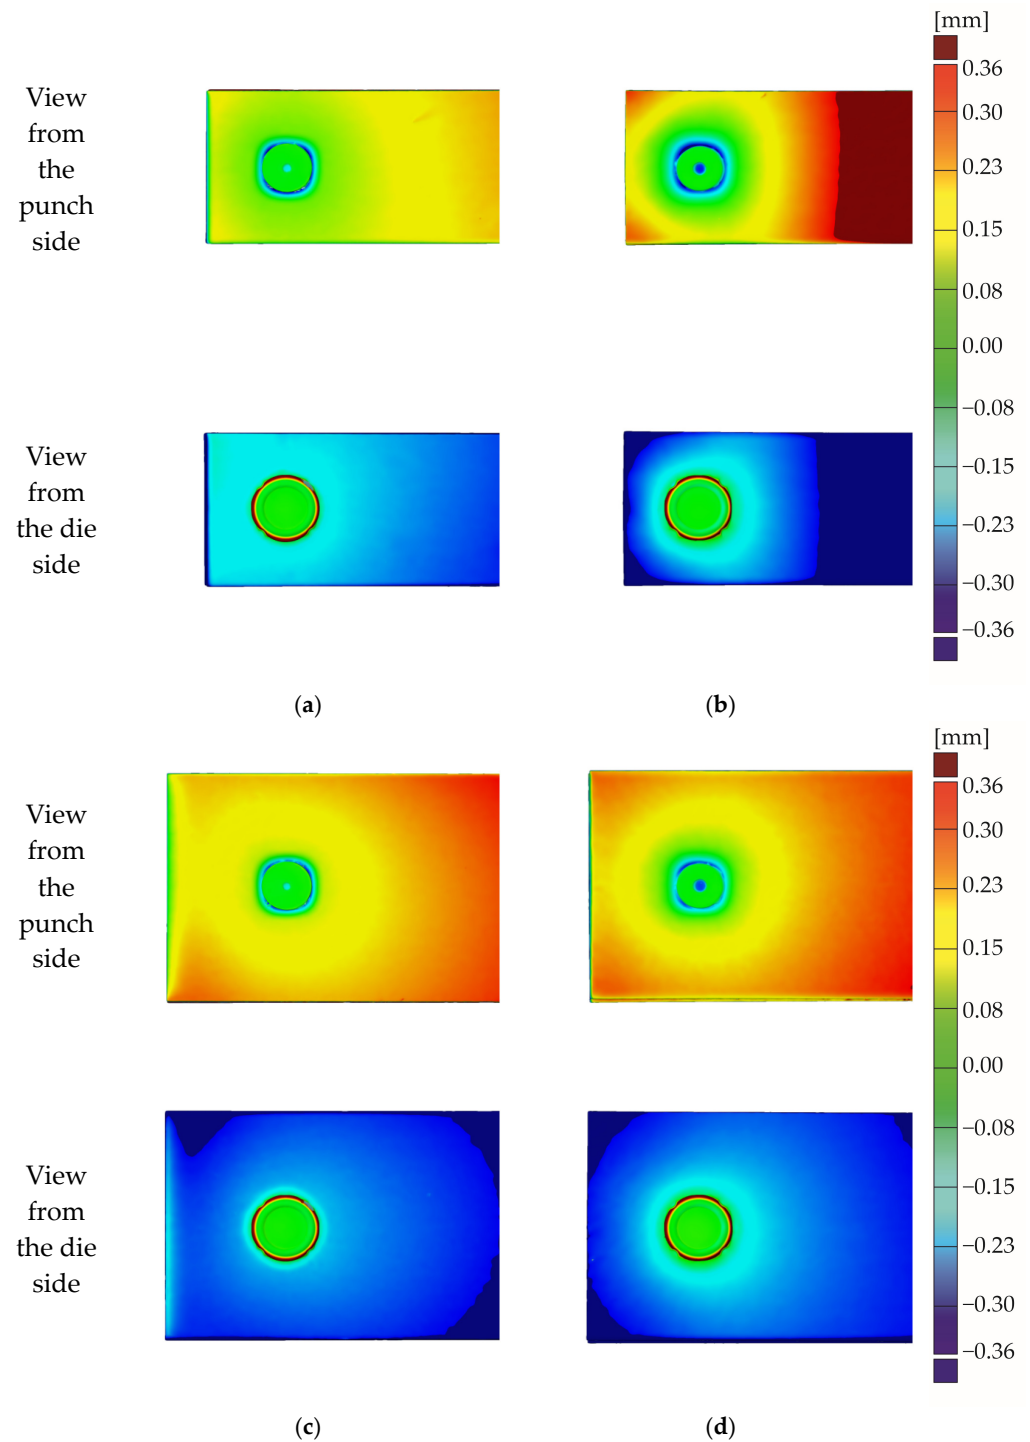 [mm]
View
from
the
punch
side
0.36
0.30
0.23
0.15
0.08
0.00
−0.08
−0.15
−0.23
−0.30
−0.36
View
from
the die
side
(a)
(b)
[mm]
View
from
the
punch
side
0.36
0.30
0.23
0.15
0.08
0.00
−0.08
−0.15
−0.23
−0.30
−0.36
View
from
the die
side
(c)
(d)